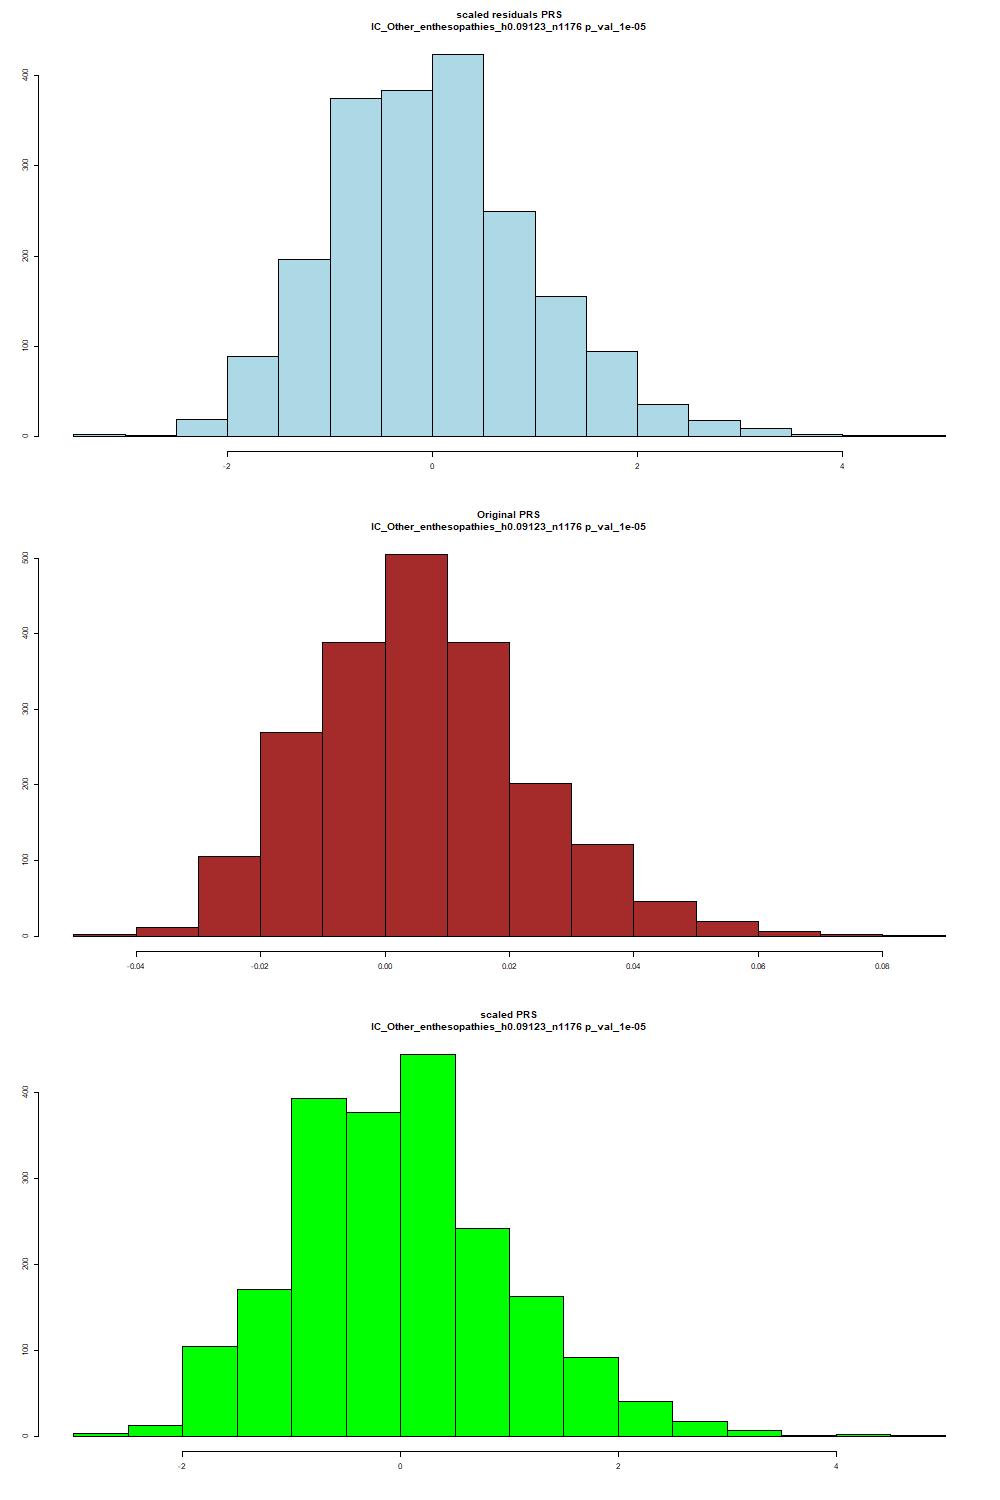 scaled residuals PRS
IC_Other_enthesopathies_h0.09123_n1176 p_val_1e-05
400
300
200
100
0
-2 0 2 4
Original PRS
IC_Other_enthesopathies_h0.09123_n1176 p_val_1e-05
500
400
300
200
100
0
-0.04 -0.02 0.00 0.02 0.04 0.06 0.08
scaled PRS
IC_Other_enthesopathies_h0.09123_n1176 p_val_1e-05
400
300
200
100
0
-2 0 2 4